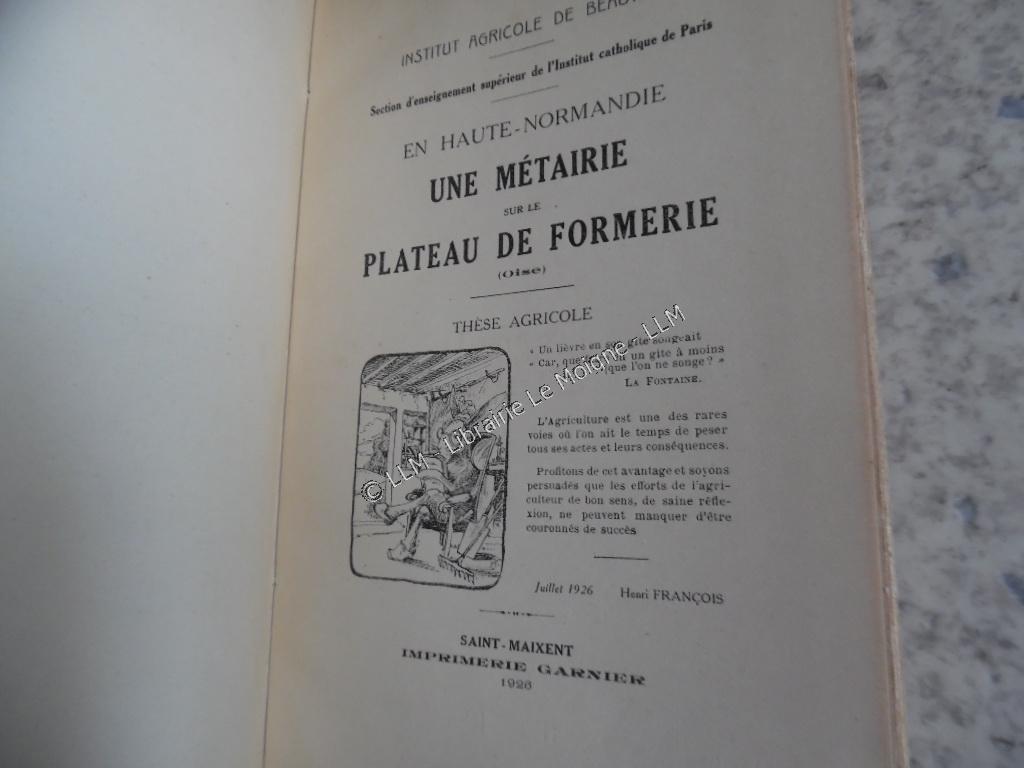 INSTITUT AGRICOLE DE
Section d'enseignement supérieur de l'Institut catholique de Paris
EN HAUTE-NORMANDIE
UNE MÉTAIRIE
SUR LE
PLATEAU DE FORMERIE
(Oise)
THÈSE AGRICOLE
« Un lièvre en son gîte songeait
« Car, que un gîte à moins
que l'on ne songe ? »
LA FONTAINE.
L'Agriculture est une des rares
voies où l'on ait le temps de peser
tous ses actes et leurs conséquences.
Profitons de cet avantage et soyons
persuadés que les efforts de l'agri-
culteur de bon sens, de saine réfle-
xion, ne peuvent manquer d'être
couronnés de succès
Juillet 1926 Henri FRANÇOIS
SAINT-MAIXENT
IMPRIMERIE GARNIER
1926
© LLM - Librairie Le Moigne - LLM